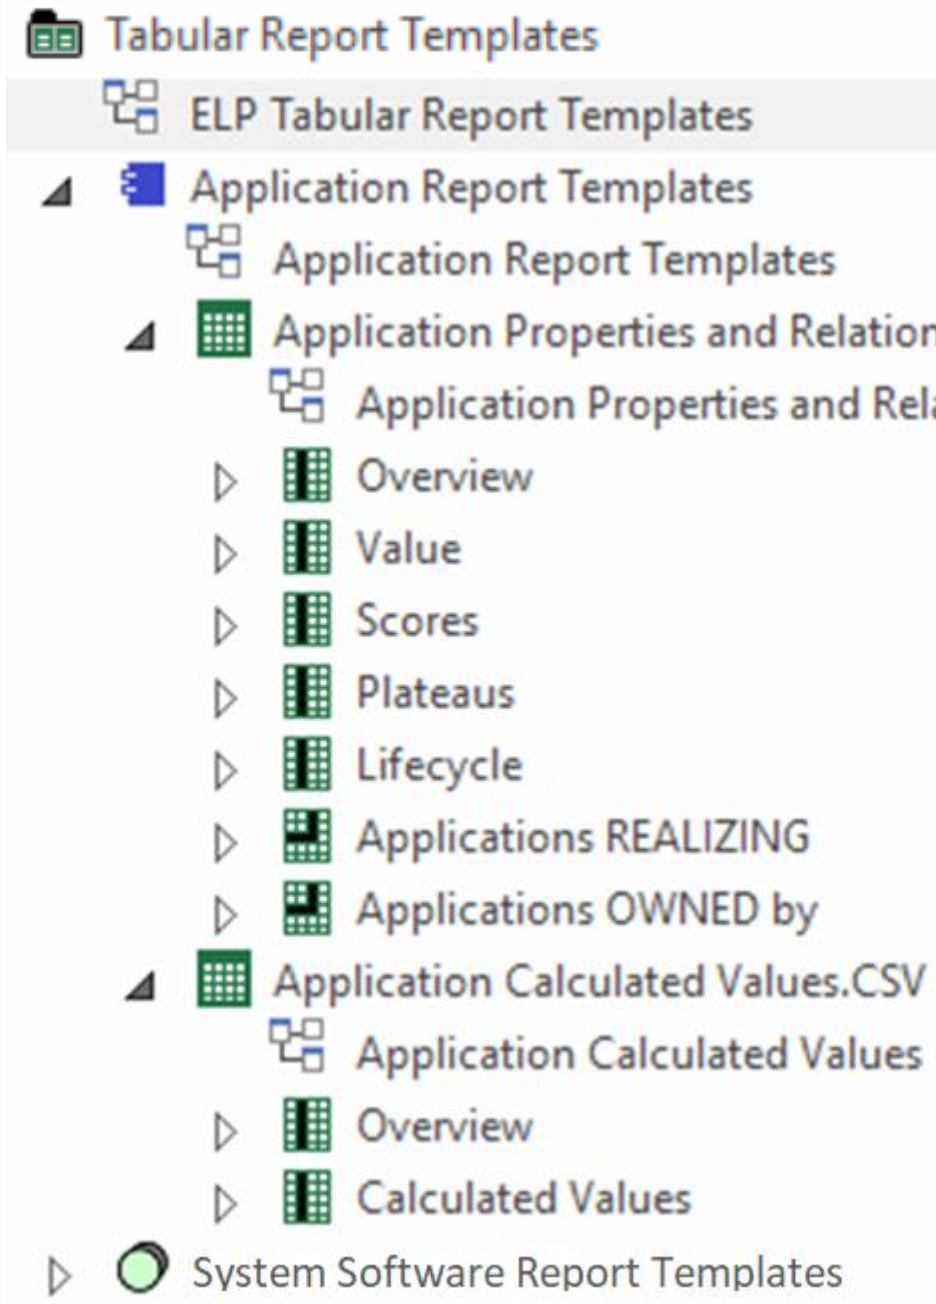 Tabular Report Templates
ELP Tabular Report Templates
Application Report Templates
Application Report Templates
Application Properties and Relation
Application Properties and Rela
Overview
Value
Scores
Plateaus
Lifecycle
Applications REALIZING
Applications OWNED by
Application Calculated Values.CSV
Application Calculated Values
Overview
Calculated Values
System Software Report Templates